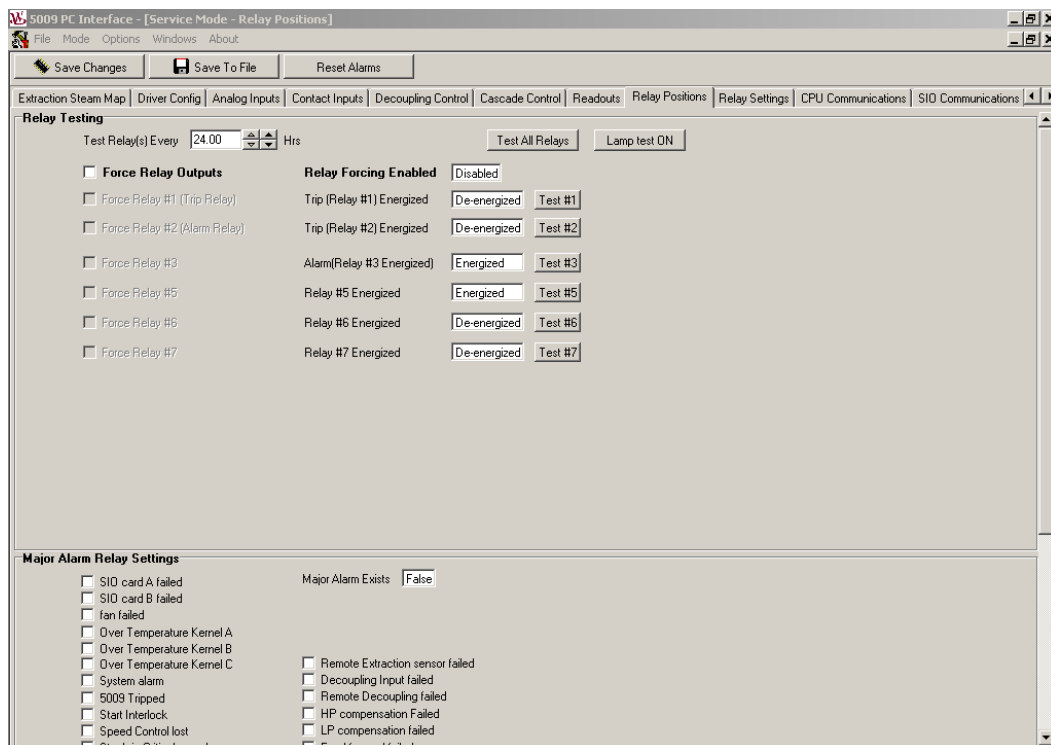 5009 PC Interface - [Service Mode - Relay Positions]
File Mode Options Windows About
Save Changes Save To File Reset Alarms
Extraction Steam Map Driver Config Analog Inputs Contact Inputs Decoupling Control Cascade Control Readouts Relay Positions Relay Settings CPU Communications SIO Communications
Relay Testing
Test Relay(s) Every 24.00 Hrs Test All Relays Lamp test ON
Force Relay Outputs Relay Forcing Enabled Disabled
Force Relay #1 (Trip Relay) Trip (Relay #1) Energized De-energized Test #1
Force Relay #2 (Alarm Relay) Trip (Relay #2) Energized De-energized Test #2
Force Relay #3 Alarm(Relay #3 Energized) Energized Test #3
Force Relay #5 Relay #5 Energized Energized Test #5
Force Relay #6 Relay #6 Energized De-energized Test #6
Force Relay #7 Relay #7 Energized De-energized Test #7
Major Alarm Relay Settings
SIO card A failed Major Alarm Exists False
SIO card B failed
fan failed
Over Temperature Kernel A
Over Temperature Kernel B
Over Temperature Kernel C Remote Extraction sensor failed
System alarm Decoupling Input failed
5009 Tripped Remote Decoupling failed
Start Interlock HP compensation Failed
Speed Control lost LP compensation failed